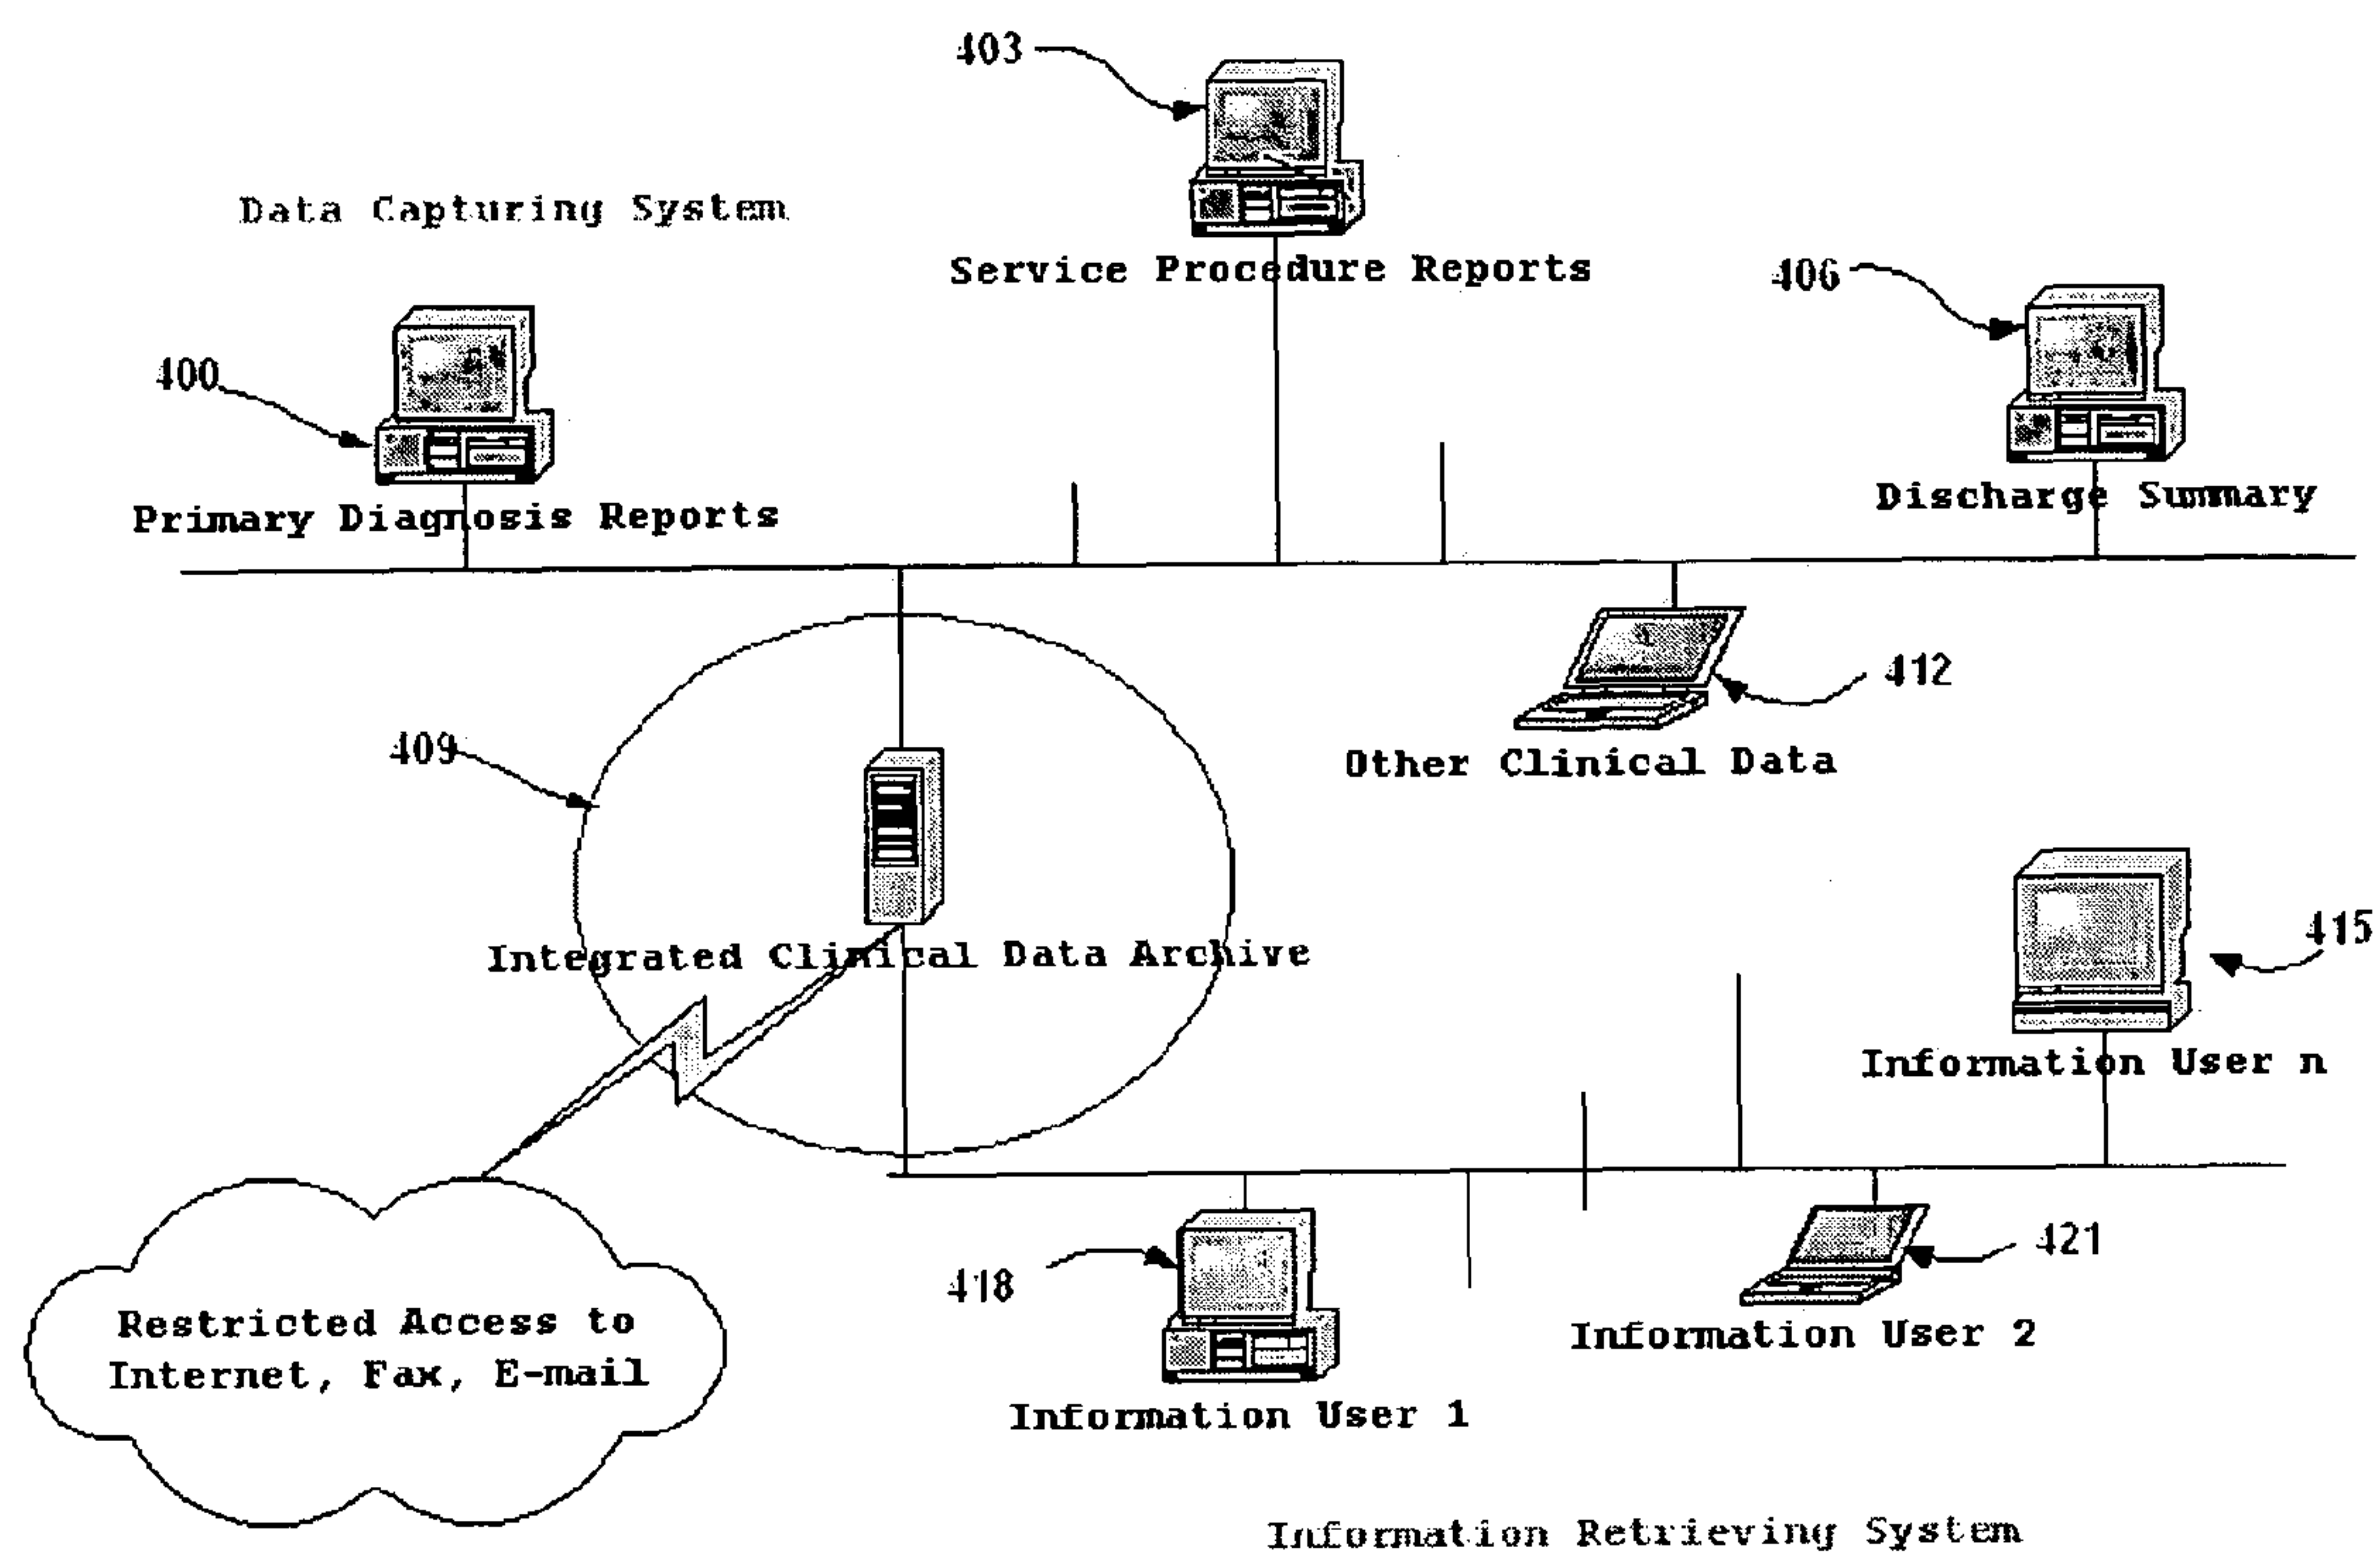 403
Data Capturing System
Service Procedure Reports
406
400
Discharge Summary
Primary Diagnosis Reports
412
409
Other Clinical Data
415
Integrated Clinical Data Archive
Information User n
421
418
Restricted Access to
Internet, Fax, E-mail
Information User 2
Information User 1
Information Retrieving System